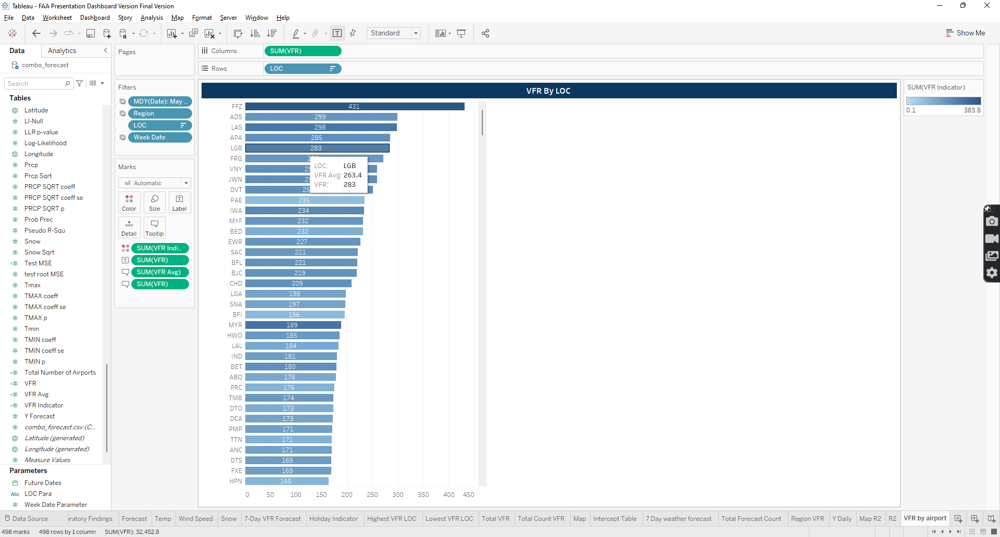 Tableau - FAA Presentation Dashboard Version Final Version
File Data Worksheet Dashboard Story Analysis Map Format Server Window Help
Standard
Show Me
Data Analytics
combo_forecast
Search
Tables
Latitude
LI-Null
LLR p-value
Log-Likelihood
Longitude
Prcp
Prcp Sqrt
PRCP SQRT coeff
PRCP SQRT coeff se
PRCP SQRT p
Prob Prec
Pseudo R-Squ
Snow
Snow Sqrt
Test MSE
test root MSE
Tmax
TMAX coeff
TMAX coeff se
TMAX p
Tmin
TMIN coeff
TMIN coeff se
TMIN p
Total Number of Airports
VFR
VFR Avg
VFR Indicator
Y Forecast
combo_forecast.csv (C...
Latitude (generated)
Longitude (generated)
Measure Values
Parameters
Future Dates
Abc LOC Para
Week Date Parameter
Pages
Filters
MDY(Date): May ..
Region
LOC
Week Date
Marks
Automatic
Color Size Label
Detail Tooltip
SUM(VFR Indi..
SUM(VFR)
SUM(VFR Avg)
SUM(VFR)
Columns SUM(VFR)
Rows LOC
VFR By LOC
FFZ 431
ADS 299
LAS 298
APA 285
LGB 283
FRG
VNY
JWN
DVT
PAE 235
IWA 234
MYF 232
BED 232
EWR 227
SAC 221
BFL 221
BJC 219
CHD 209
LGA 198
SNA 197
BFI 196
MYR 189
HWO 185
LAL 184
IND 181
BET 180
ABQ 178
PRC 176
TMB 174
DTO 173
DCA 173
PMP 171
TTN 171
ANC 171
DTS 169
FXE 169
HPN 165
0 50 100 150 200 250 300 350 400 450
LOC: LGB
VFR Avg: 263.4
VFR: 283
SUM(VFR Indicator)
0.1 383.8
Data Source ratory Findings Forecast Temp Wind Speed Snow 7-Day VFR Forecast Holiday Indicator Highest VFR LOC Lowest VFR LOC Total VFR Total Count VFR Map Intercept Table 7 Day weather forecast Total Forecast Count Region VFR Y Daily Map R2 R2 VFR by airport
498 marks 498 rows by 1 column SUM(VFR): 32,452.8